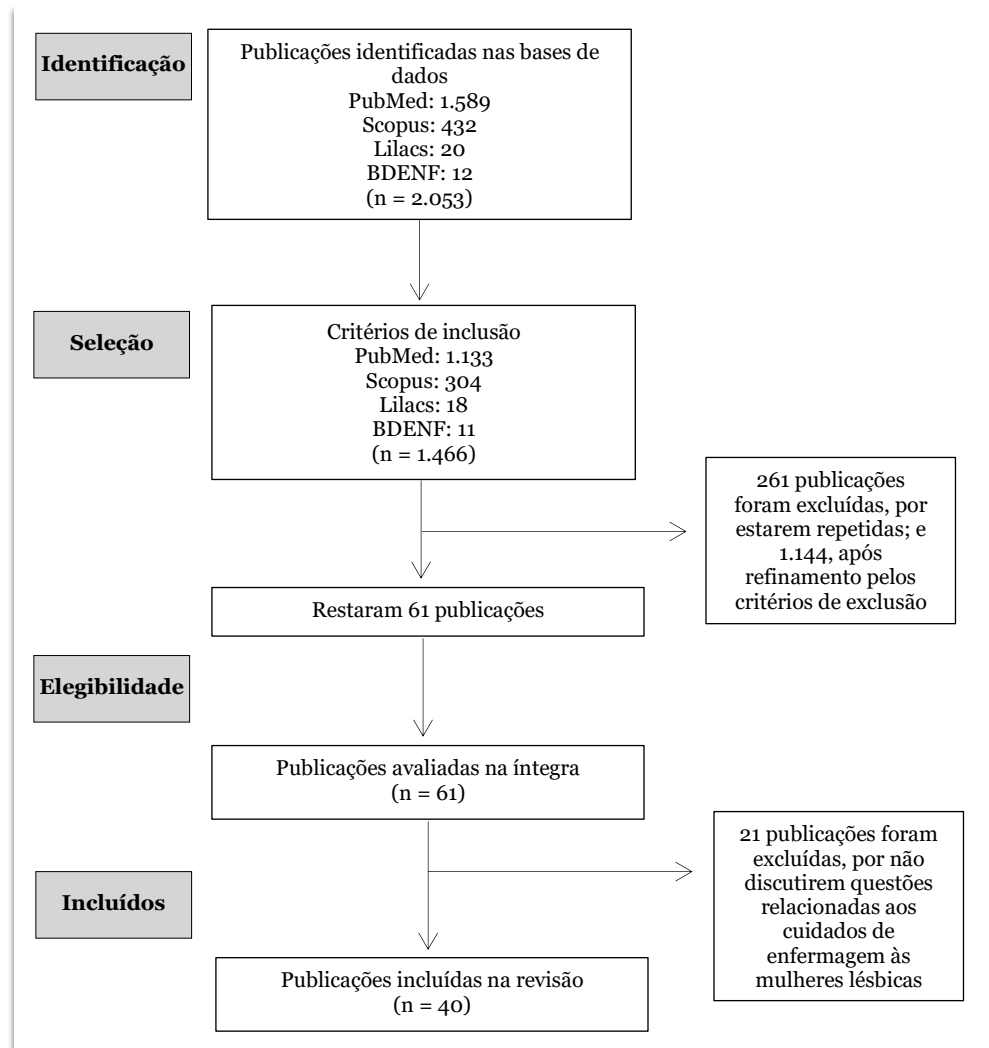 Identificação
Publicações identificadas nas bases de
dados
PubMed: 1.589
Scopus: 432
Lilacs: 20
BDENF: 12
(n = 2.053)
Seleção
Critérios de inclusão
PubMed: 1.133
Scopus: 304
Lilacs: 18
BDENF: 11
(n = 1.466)
261 publicações
foram excluídas, por
estarem repetidas; e
1.144, após
refinamento pelos
critérios de exclusão
Restaram 61 publicações
Elegibilidade
Publicações avaliadas na íntegra
(n = 61)
21 publicações foram
excluídas, por não
discutirem questões
relacionadas aos
cuidados de
enfermagem às
mulheres lésbicas
Incluídos
Publicações incluídas na revisão
(n = 40)